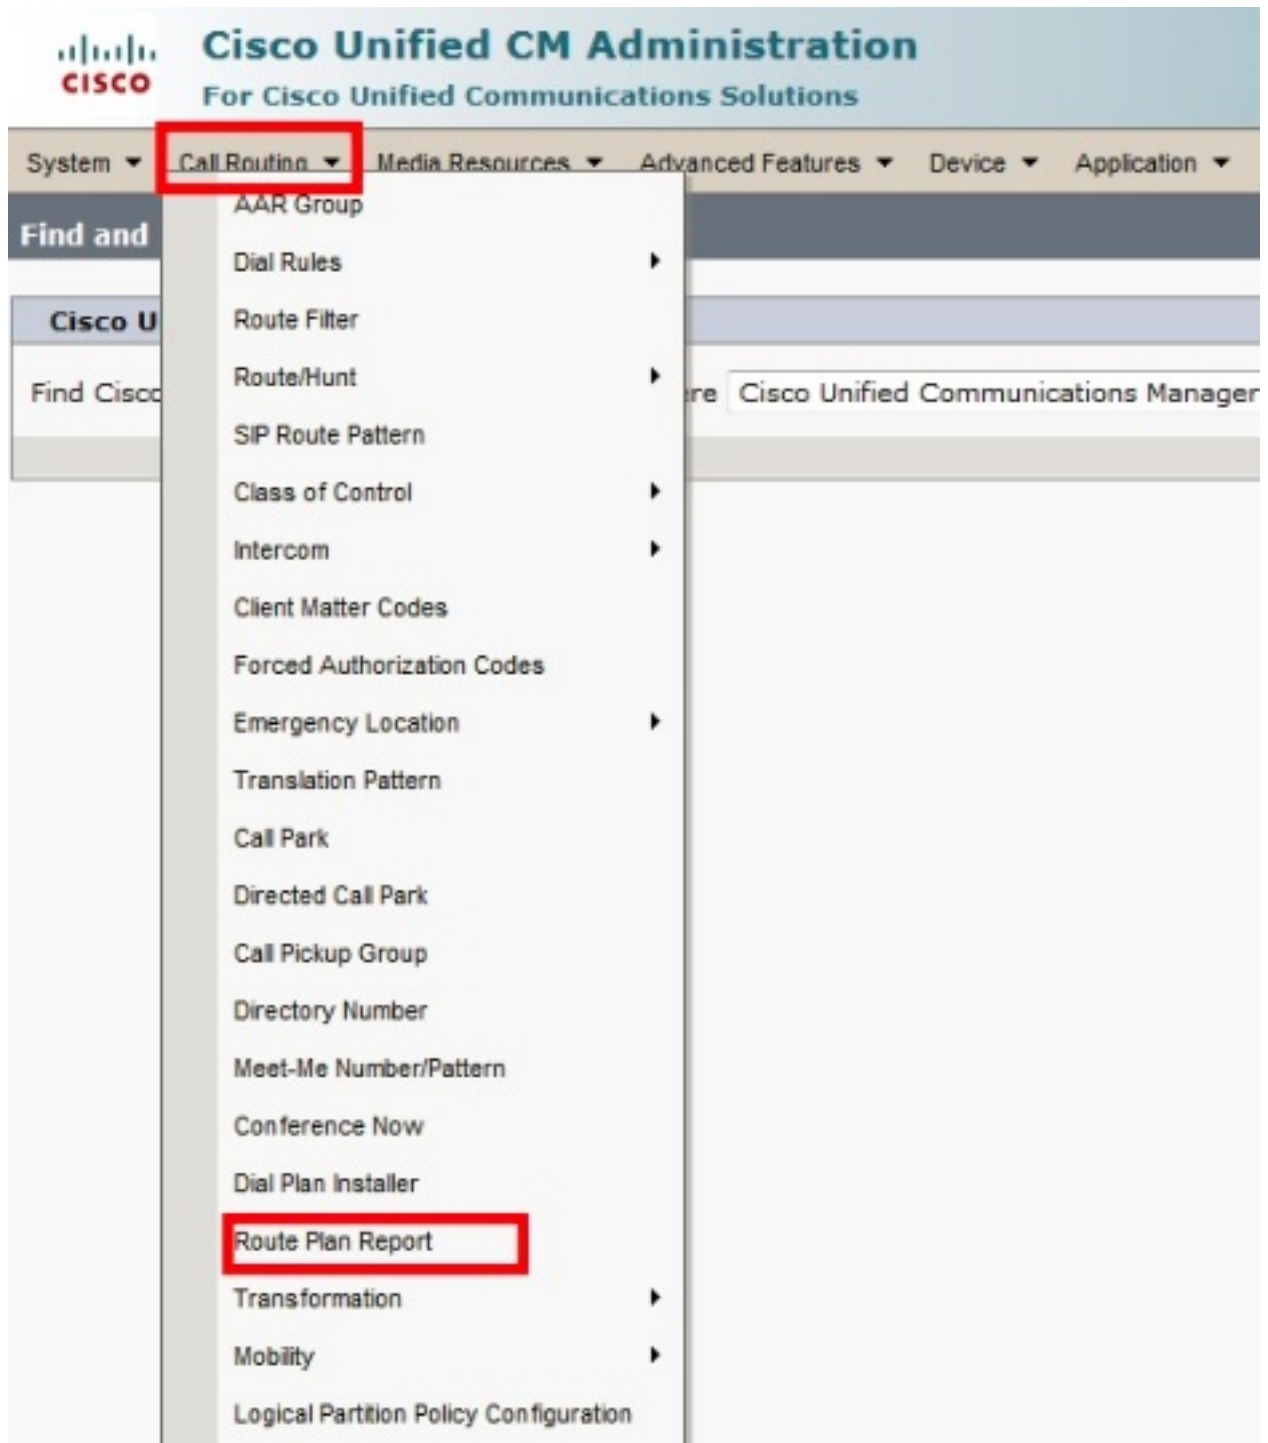 CISCO
Cisco Unified CM Administration
For Cisco Unified Communications Solutions
System Call Routing Media Resources Advanced Features Device Application
Find and
Cisco U
Find Cisco
ere Cisco Unified Communications Manager
AAR Group
Dial Rules
Route Filter
Route/Hunt
SIP Route Pattern
Class of Control
Intercom
Client Matter Codes
Forced Authorization Codes
Emergency Location
Translation Pattern
Call Park
Directed Call Park
Call Pickup Group
Directory Number
Meet-Me Number/Pattern
Conference Now
Dial Plan Installer
Route Plan Report
Transformation
Mobility
Logical Partition Policy Configuration